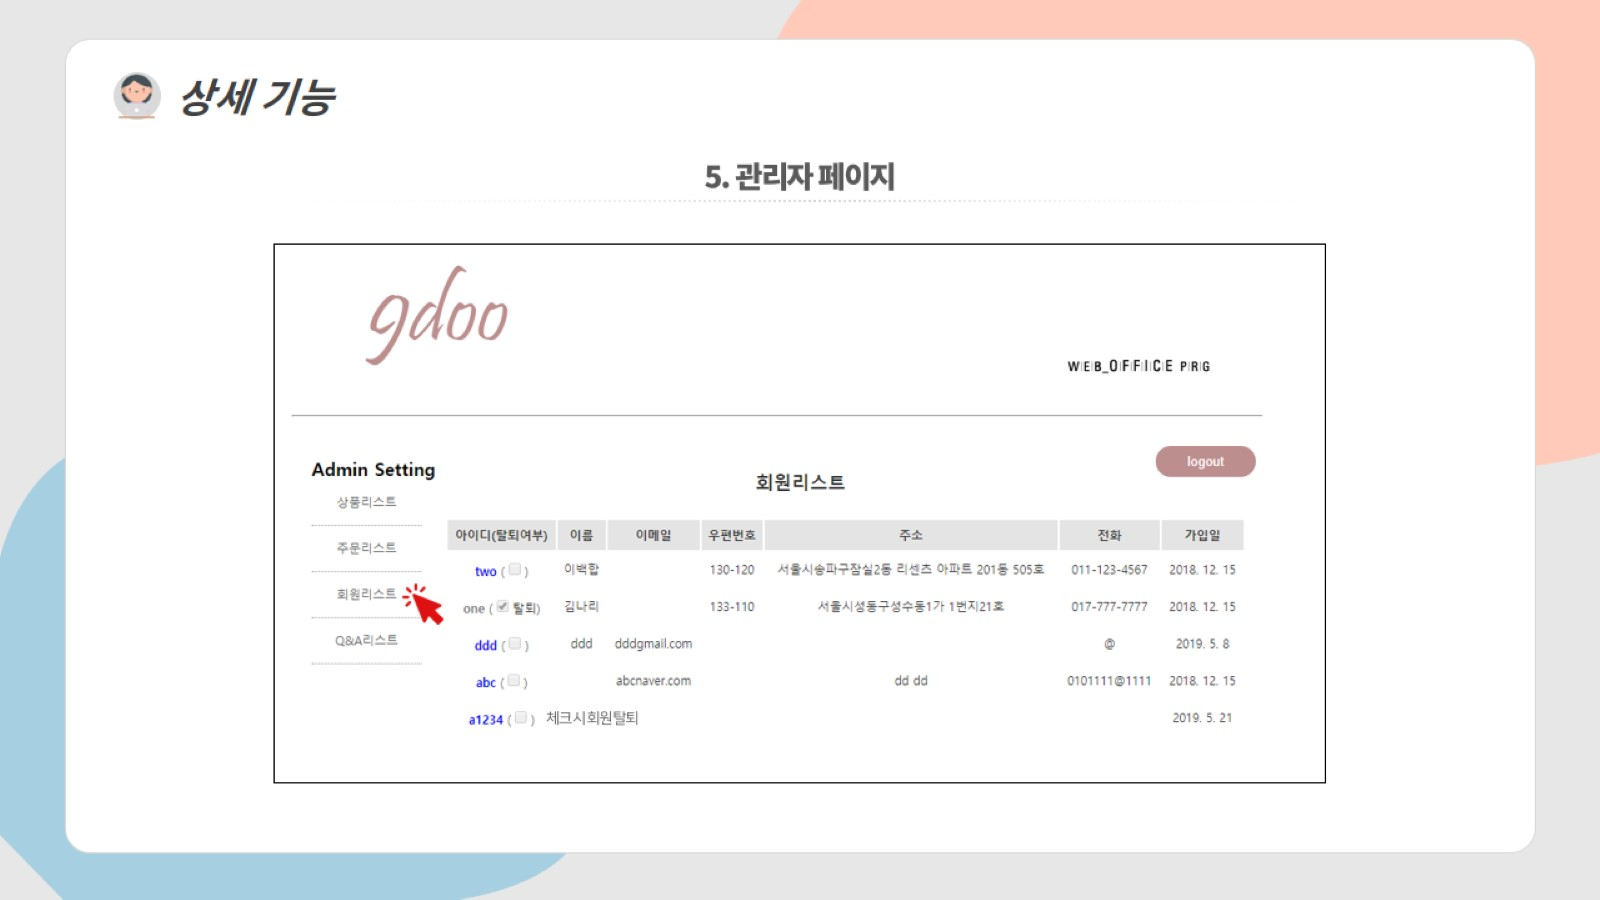 상세 기능
5. 관리자 페이지
gdoo
WEB_OFFICE PRG
logout
Admin Setting
상품리스트
주문리스트
회원리스트
Q&A리스트
회원리스트
아이디(탈퇴여부) 이름 이메일 우편번호 주소 전화 가입일
two ( ) 이백합 130-120 서울시송파구잠실2동 리센츠 아파트 201동 505호 011-123-4567 2018. 12. 15
one ( 탈퇴) 김나리 133-110 서울시성동구성수동1가 1번지21호 017-777-7777 2018. 12. 15
ddd ( ) ddd dddgmail.com @ 2019. 5. 8
abc ( ) abcnaver.com dd dd 0101111@1111 2018. 12. 15
a1234 ( ) 체크시회원탈퇴 2019. 5. 21